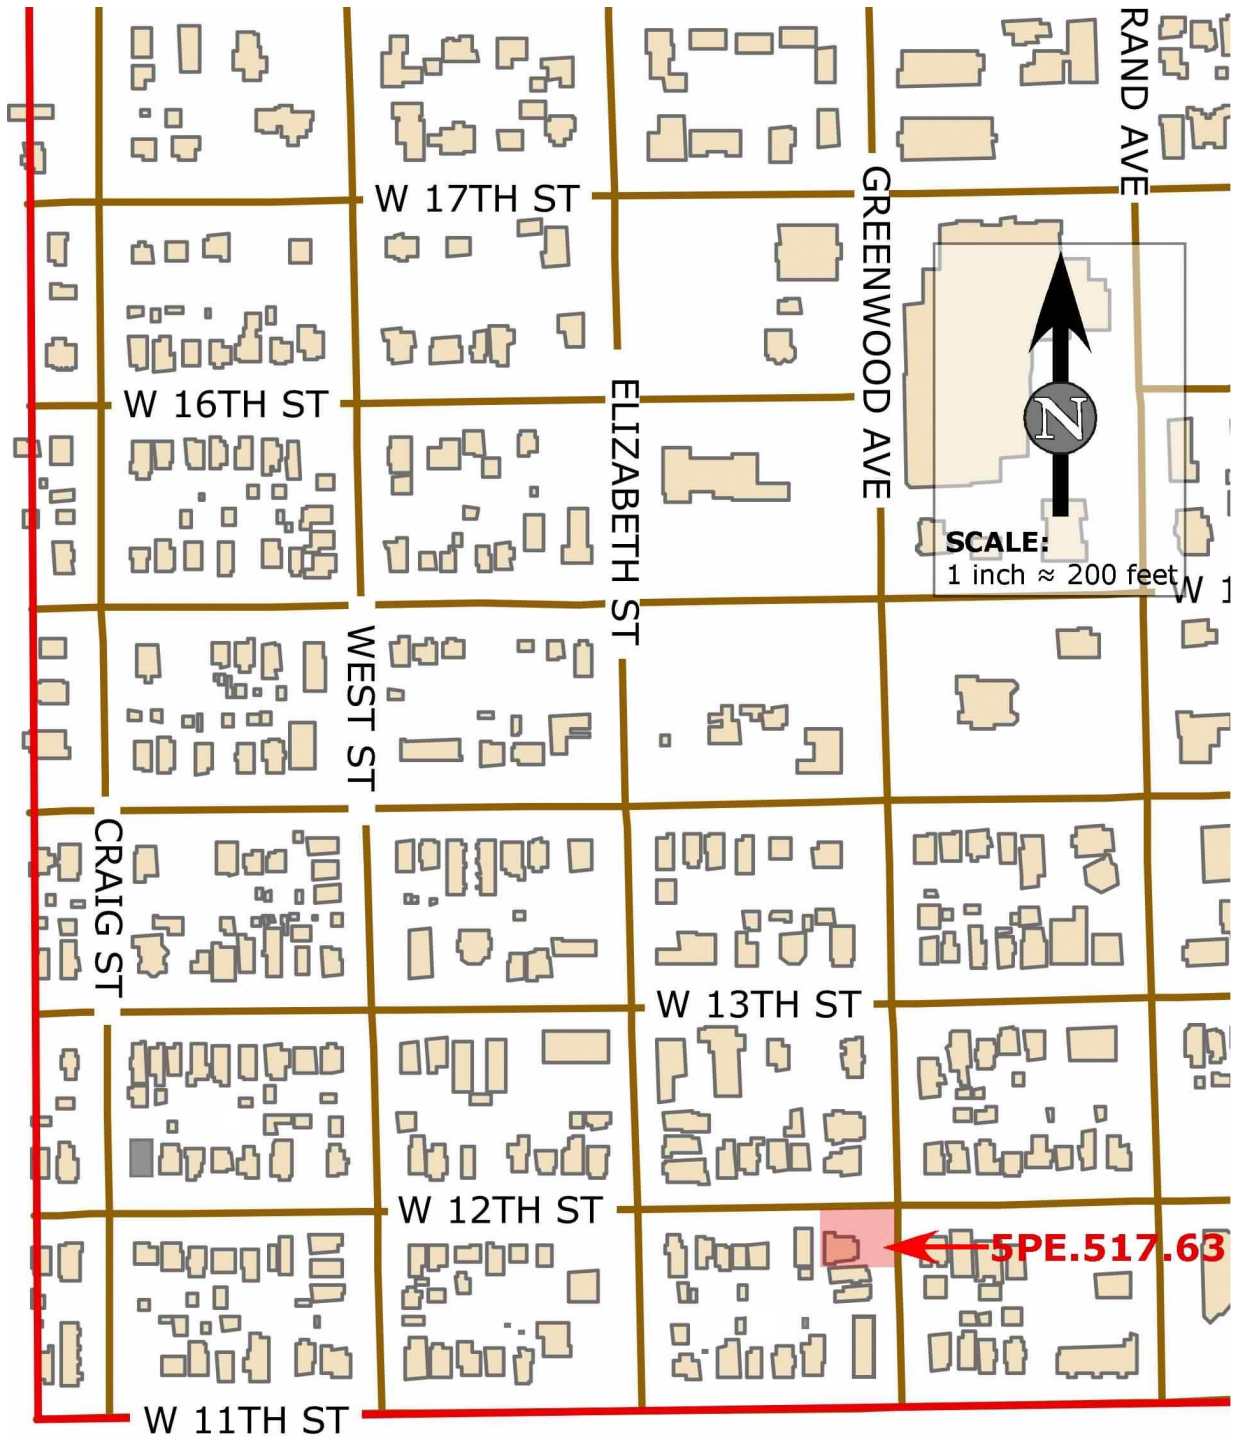 RAND AVE
W 17TH ST
GREENWOOD AVE
W 16TH ST
ELIZABETH ST
N
SCALE:
1 inch ≈ 200 feet
W 1
WEST ST
CRAIG ST
W 13TH ST
W 12TH ST
5PE.517.63
W 11TH ST